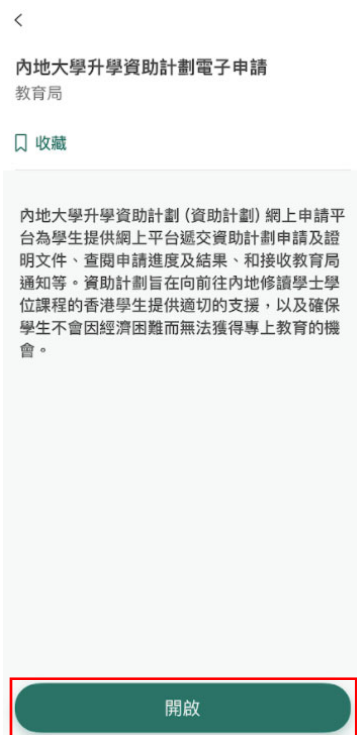 內地大學升學資助計劃電子申請
教育局
收藏
內地大學升學資助計劃 (資助計劃) 網上申請平
台為學生提供網上平台遞交資助計劃申請及證
明文件、查閱申請進度及結果、和接收教育局
通知等。資助計劃旨在向前往內地修讀學士學
位課程的香港學生提供適切的支援，以及確保
學生不會因經濟困難而無法獲得專上教育的機
會。
開啟